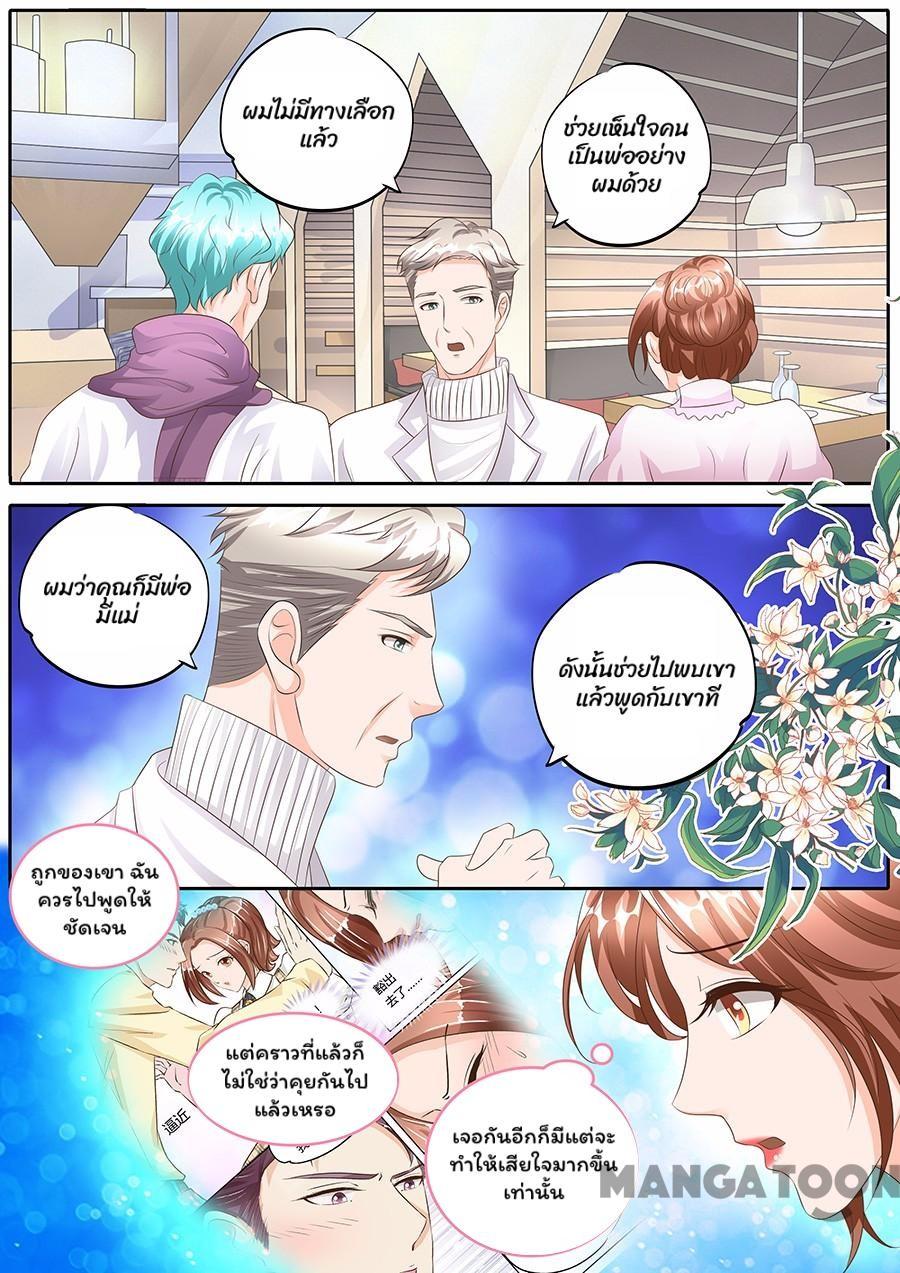 ผมไม่มีทางเลือก
แล้ว
ช่วยเห็นใจคน
เป็นพ่ออย่าง
ผมด้วย
ผมว่าคุณก็มีพ่อ
มีแม่
ดังนั้นช่วยไปพบเขา
แล้วพูดกับเขาที
ถูกของเขา ฉัน
ควรไปพูดให้
ชัดเจน
豁出
去了……
แต่คราวที่แล้วก็
ไม่ใช่ว่าคุยกันไป
แล้วเหรอ
逼近
เจอกันอีกก็มีแต่จะ
ทำให้เสียใจมากขึ้น
เท่านั้น
MANGATOON